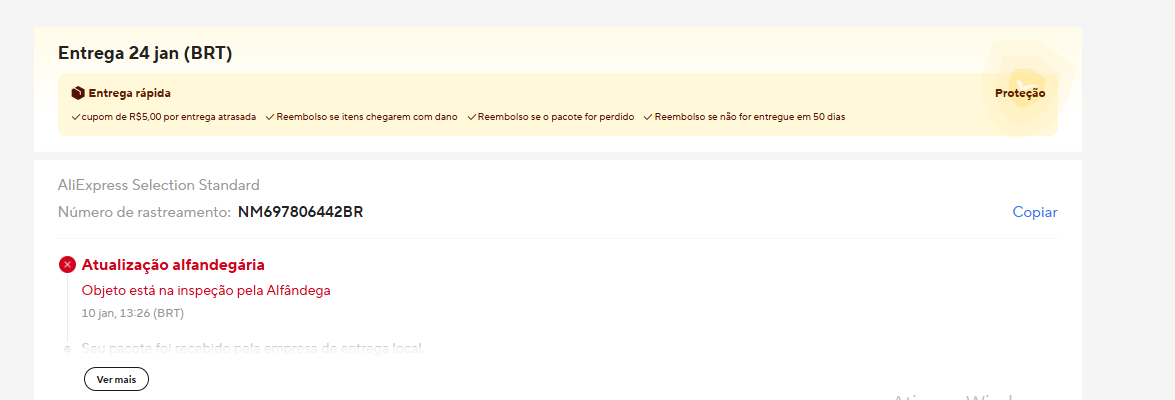 Entrega 24 jan (BRT)
Entrega rápida
Proteção
cupom de R$5,00 por entrega atrasada Reembolso se itens chegarem com dano Reembolso se o pacote for perdido Reembolso se não for entregue em 50 dias
AliExpress Selection Standard
Número de rastreamento: NM697806442BR
Copiar
Atualização alfandegária
Objeto está na inspeção pela Alfândega
10 jan, 13:26 (BRT)
Seu pacote foi recebido pela empresa de entrega local.
Ver mais